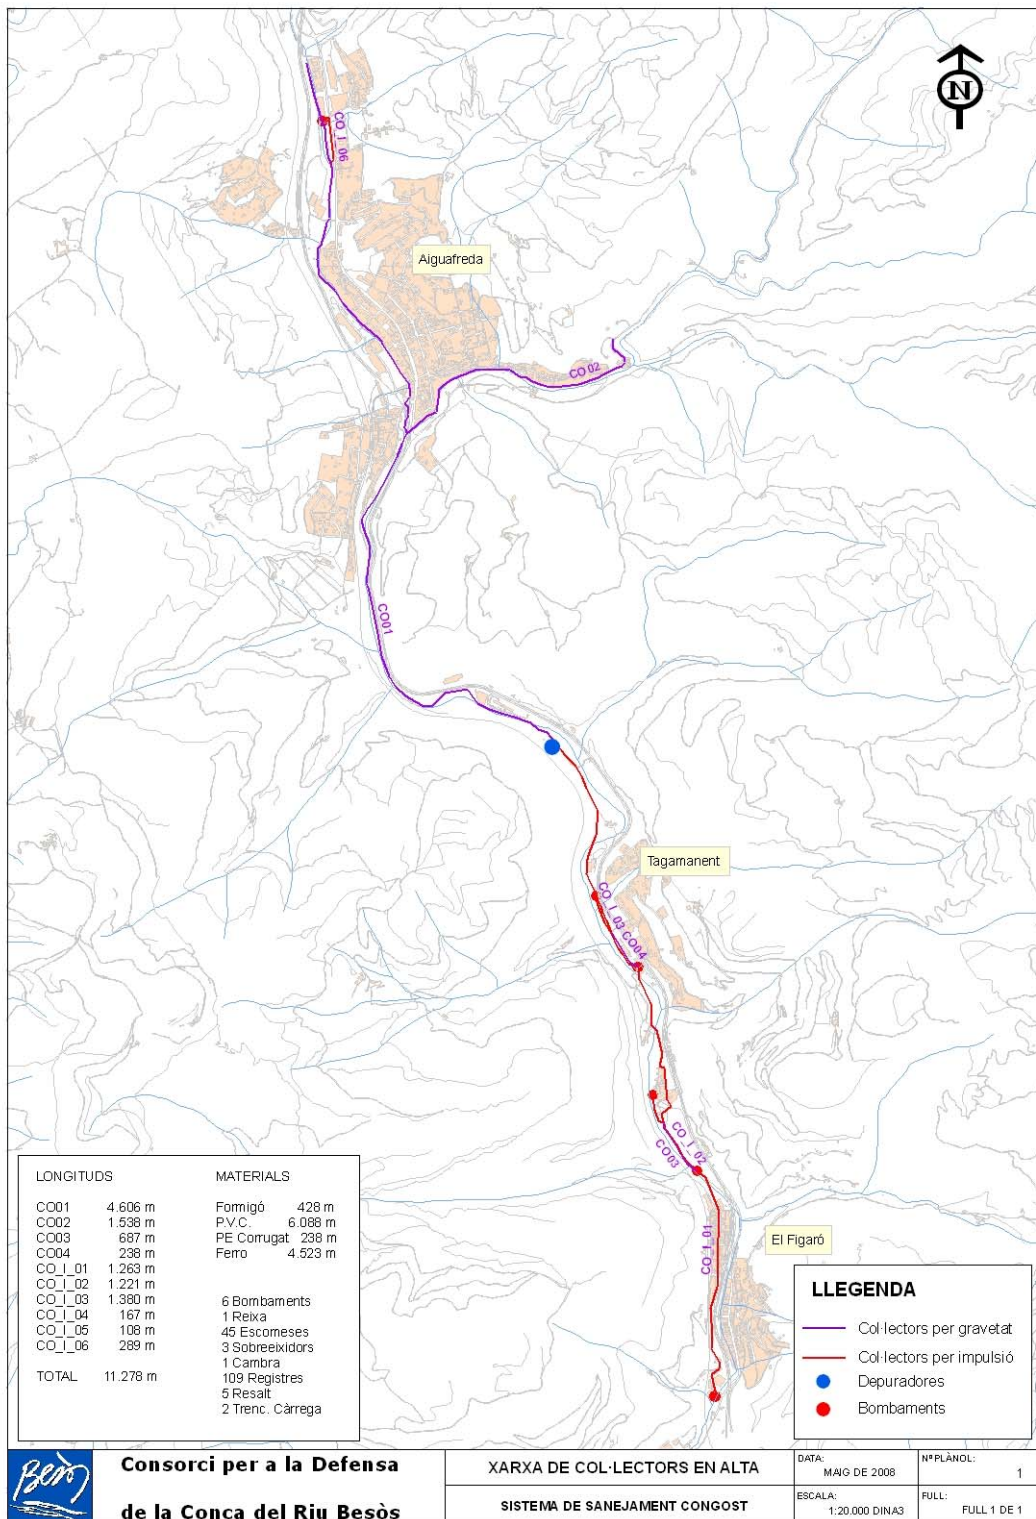 N
CO_I_06
Aiguafreda
CO 02
CO01
Tagamanent
CO_I_03 CO04
CO_I_02
CO03
CO_I_01
El Figaró
LONGITUDS
CO01 4.606 m
CO02 1.538 m
CO03 687 m
CO04 238 m
CO_I_01 1.263 m
CO_I_02 1.221 m
CO_I_03 1.380 m
CO_I_04 167 m
CO_I_05 108 m
CO_I_06 289 m
TOTAL 11.278 m
MATERIALS
Formigó 428 m
P.V.C. 6.088 m
PE Corrugat 238 m
Ferro 4.523 m
6 Bombaments
1 Reixa
45 Escomeses
3 Sobreeixidors
1 Cambra
109 Registres
5 Resalt
2 Trenc. Càrrega
LLEGENDA
Col·lectors per gravetat
Col·lectors per impulsió
Depuradores
Bombaments
Besòs
Consorci per a la Defensa
de la Conca del Riu Besòs
XARXA DE COL·LECTORS EN ALTA
SISTEMA DE SANEJAMENT CONGOST
DATA:
MAIG DE 2008
NºPLÀNOL:
1
ESCALA:
1:20.000 DINA3
FULL:
FULL 1 DE 1